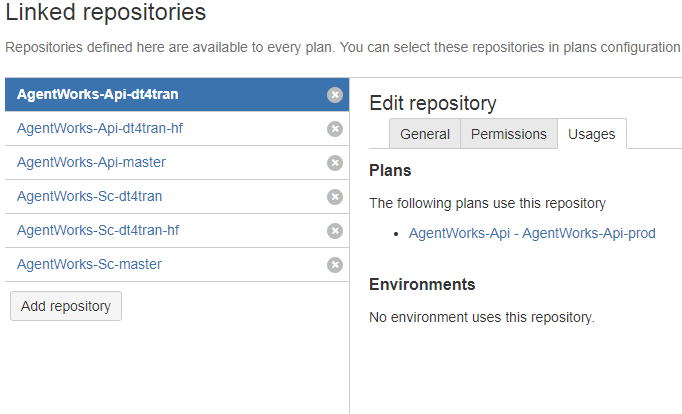 Linked repositories
Repositories defined here are available to every plan. You can select these repositories in plans configuration
AgentWorks-Api-dt4tran
AgentWorks-Api-dt4tran-hf
AgentWorks-Api-master
AgentWorks-Sc-dt4tran
AgentWorks-Sc-dt4tran-hf
AgentWorks-Sc-master
Add repository
Edit repository
General Permissions Usages
Plans
The following plans use this repository
• AgentWorks-Api - AgentWorks-Api-prod
Environments
No environment uses this repository.